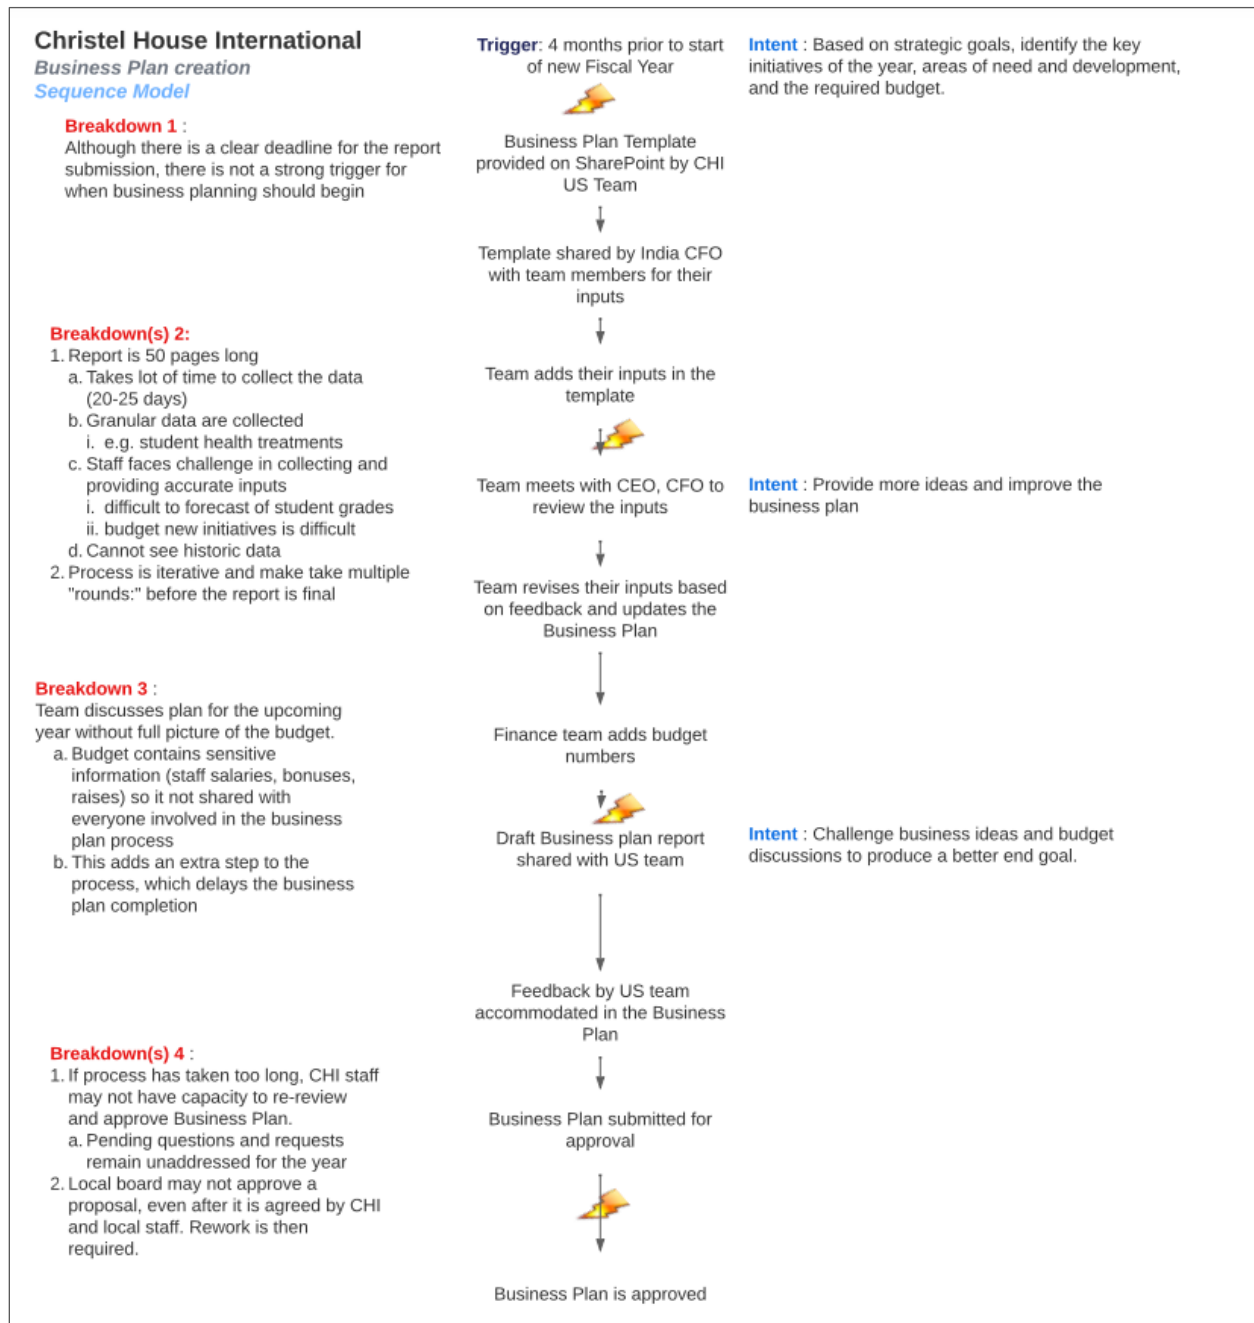 Christel House International
Business Plan creation
Sequence Model
Trigger: 4 months prior to start
of new Fiscal Year
Intent : Based on strategic goals, identify the key
initiatives of the year, areas of need and development,
and the required budget.
Breakdown 1 :
Although there is a clear deadline for the report
submission, there is not a strong trigger for
when business planning should begin
Business Plan Template
provided on SharePoint by CHI
US Team
Template shared by India CFO
with team members for their
inputs
Breakdown(s) 2:
1. Report is 50 pages long
a. Takes lot of time to collect the data
(20-25 days)
b. Granular data are collected
i. e.g. student health treatments
c. Staff faces challenge in collecting and
providing accurate inputs
i. difficult to forecast of student grades
ii. budget new initiatives is difficult
d. Cannot see historic data
2. Process is iterative and make take multiple
"rounds:" before the report is final
Team adds their inputs in the
template
Team meets with CEO, CFO to
review the inputs
Intent : Provide more ideas and improve the
business plan
Team revises their inputs based
on feedback and updates the
Business Plan
Breakdown 3 :
Team discusses plan for the upcoming
year without full picture of the budget.
a. Budget contains sensitive
information (staff salaries, bonuses,
raises) so it not shared with
everyone involved in the business
plan process
b. This adds an extra step to the
process, which delays the business
plan completion
Finance team adds budget
numbers
Draft Business plan report
shared with US team
Intent : Challenge business ideas and budget
discussions to produce a better end goal.
Feedback by US team
accommodated in the Business
Plan
Breakdown(s) 4 :
1. If process has taken too long, CHI staff
may not have capacity to re-review
and approve Business Plan.
a. Pending questions and requests
remain unaddressed for the year
2. Local board may not approve a
proposal, even after it is agreed by CHI
and local staff. Rework is then
required.
Business Plan submitted for
approval
Business Plan is approved